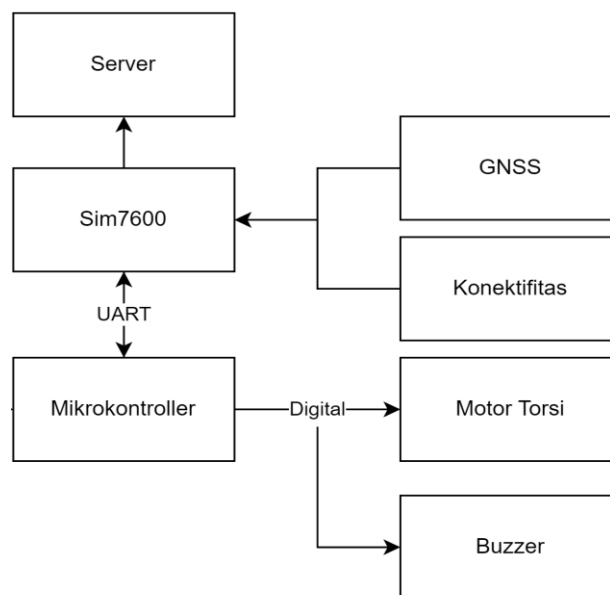 Server
GNSS
Sim7600
Konektifitas
UART
Mikrokontroller
Digital
Motor Torsi
Buzzer